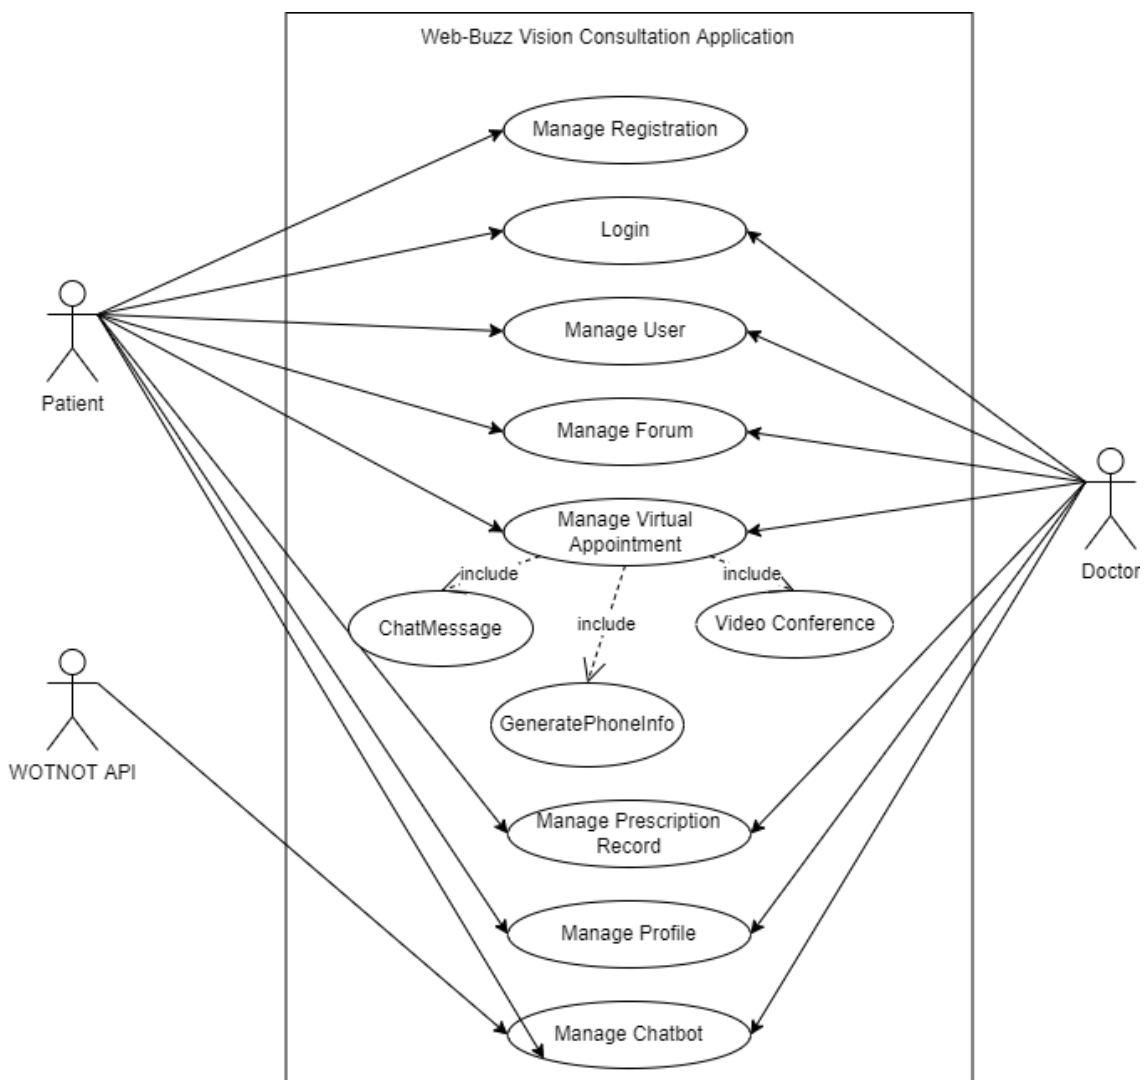 Web-Buzz Vision Consultation Application
Manage Registration
Login
Manage User
Patient
Manage Forum
Manage Virtual
Appointment
Doctor
include
include
ChatMessage
include
Video Conference
GeneratePhoneInfo
WOTNOT API
Manage Prescription
Record
Manage Profile
Manage Chatbot